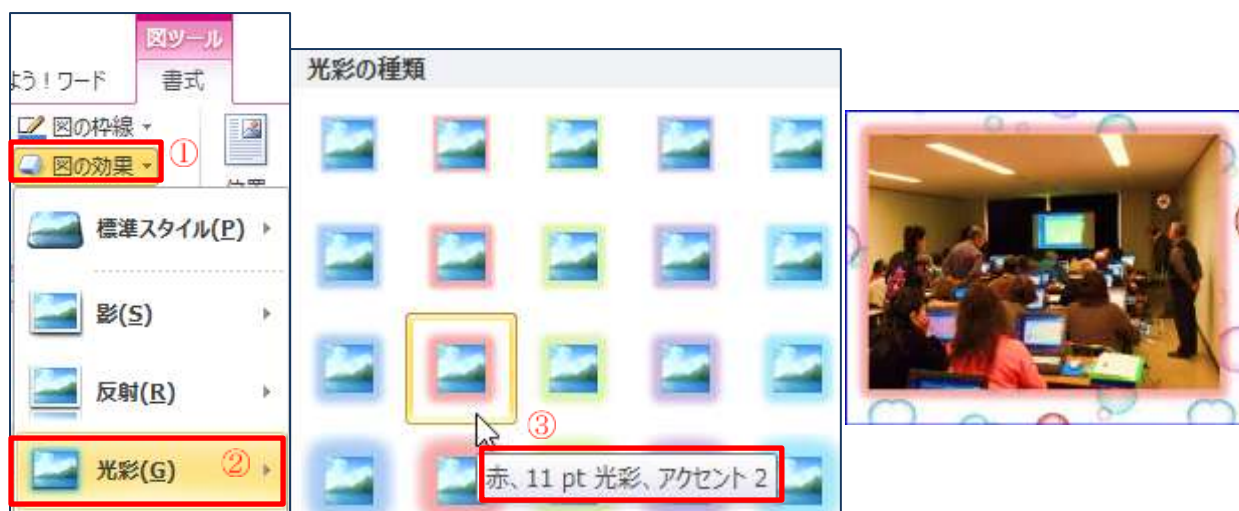 図ツール
よう！ワード 書式
図の枠線
図の効果 ①
標準スタイル(P)
影(S)
反射(R)
光彩(G) ②
光彩の種類
③
赤、11 pt 光彩、アクセント 2